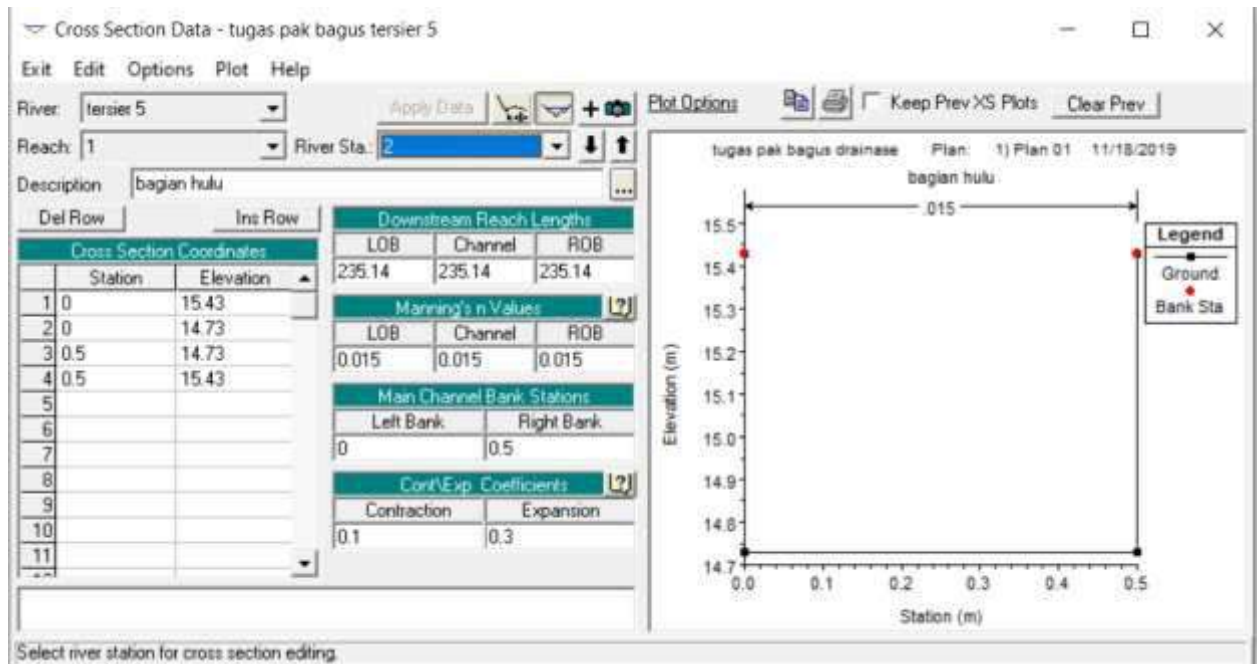 Cross Section Data - tugas pak bagus tersier 5
Exit Edit Options Plot Help
River: tersier 5 Apply Data + Plot Options Keep Prev XS Plots Clear Prev
Reach: 1 River Sta.: 2
Description bagian hulu ...
Del Row Ins Row
Cross Section Coordinates
Station Elevation
1 0 15.43
2 0 14.73
3 0.5 14.73
4 0.5 15.43
5
6
7
8
9
10
11
Downstream Reach Lengths
LOB Channel ROB
235.14 235.14 235.14
Manning's n Values
LOB Channel ROB
0.015 0.015 0.015
Main Channel Bank Stations
Left Bank Right Bank
0 0.5
Cont\Exp Coefficients
Contraction Expansion
0.1 0.3
tugas pak bagus drainase Plan: 1) Plan 01 11/18/2019
bagian hulu
.015
15.5
15.4
15.3
15.2
15.1
15.0
14.9
14.8
14.7
Elevation (m)
0.0 0.1 0.2 0.3 0.4 0.5
Station (m)
Legend
Ground
Bank Sta
Select river station for cross section editing.